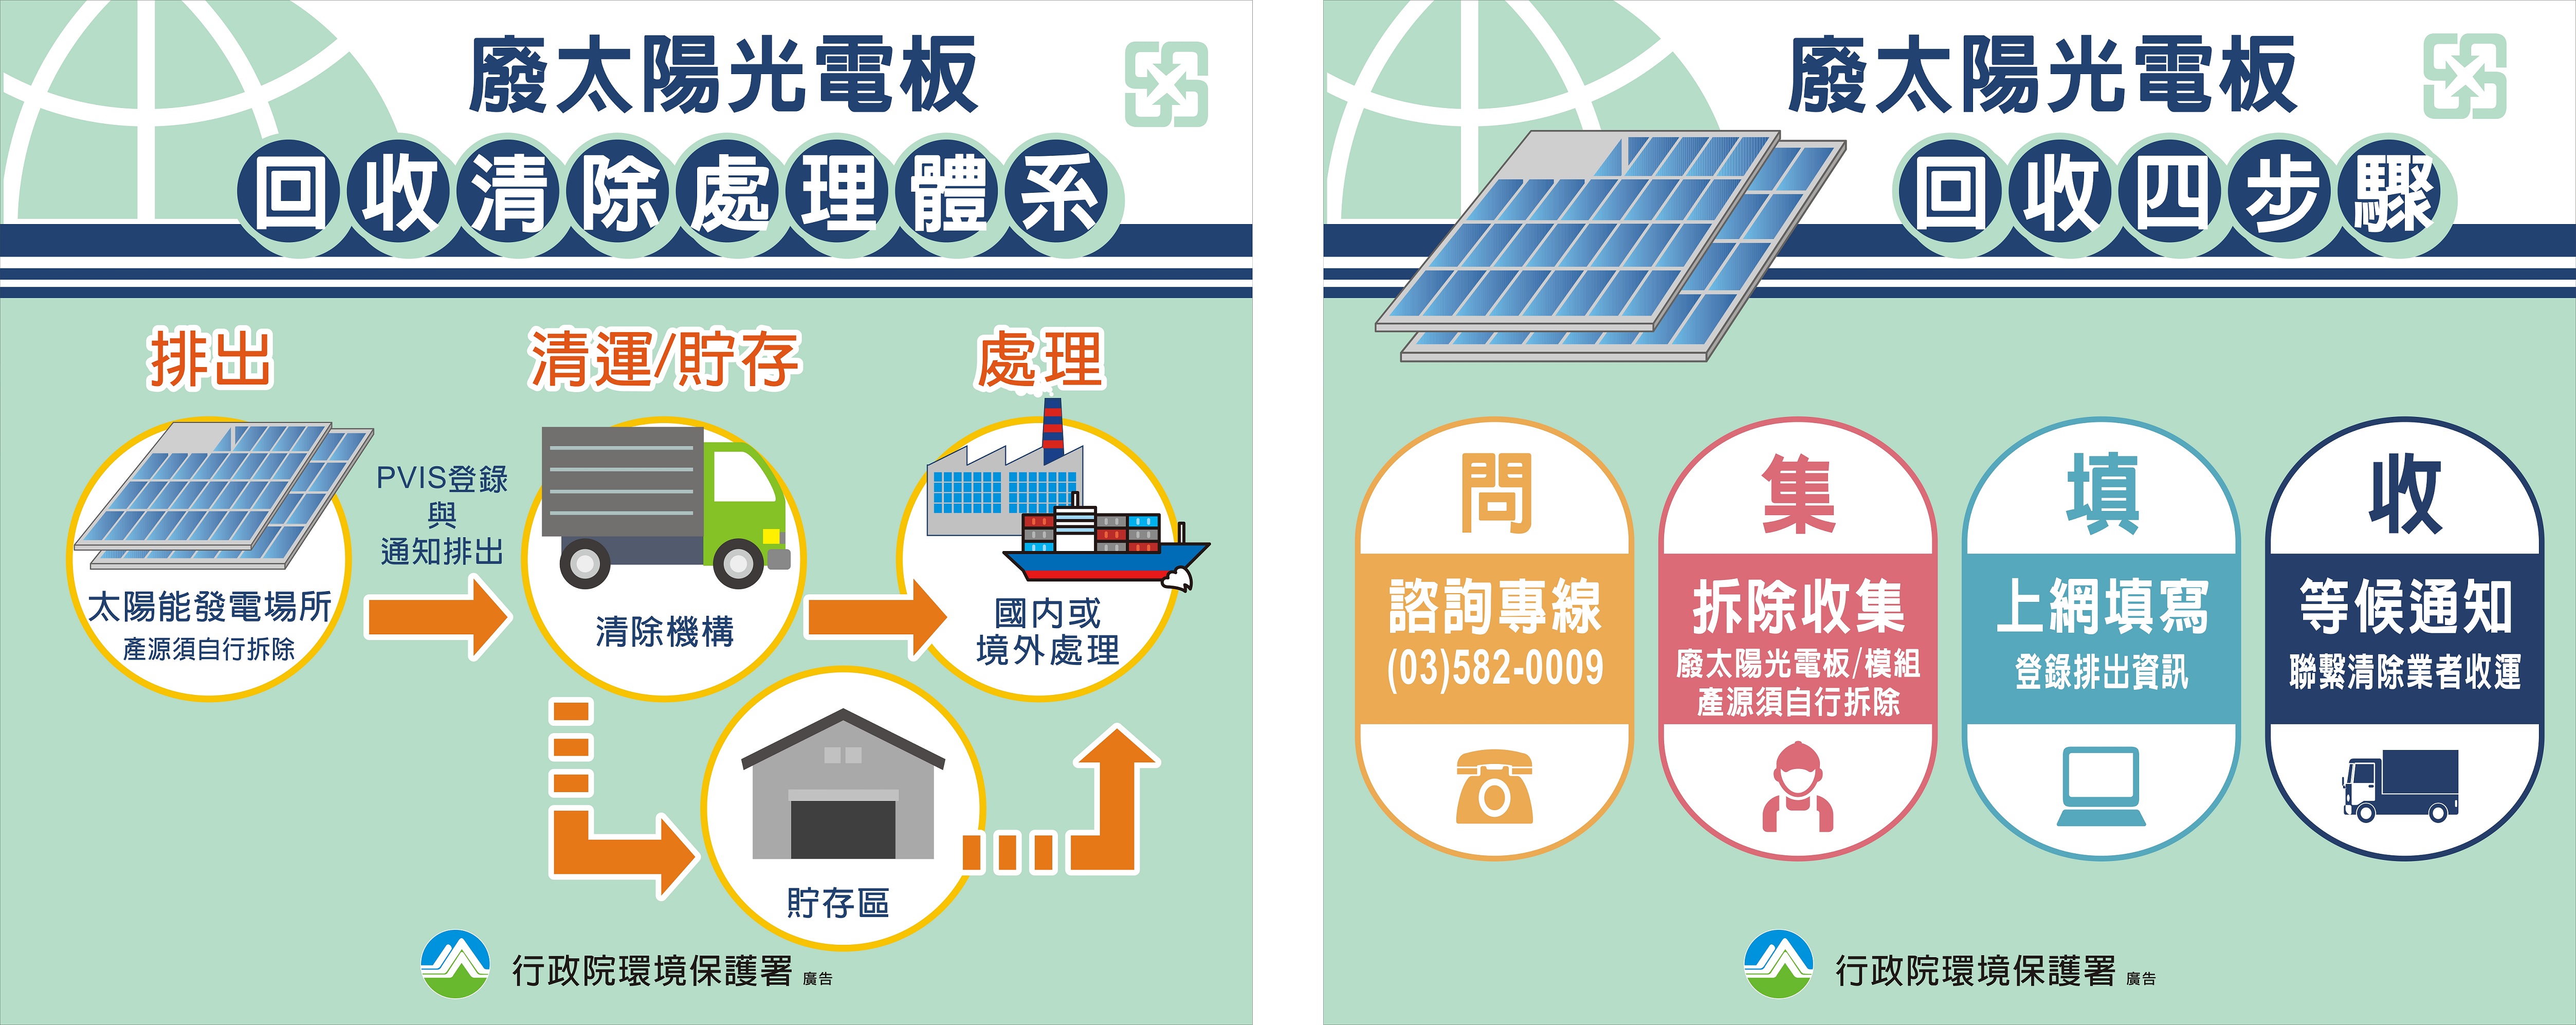 廢太陽光電板
回收清除處理體系
排出
清運/貯存
處理
PVIS登錄
與
通知排出
太陽能發電場所
產源須自行拆除
清除機構
國內或
境外處理
貯存區
行政院環境保護署 廣告
廢太陽光電板
回收四步驟
問
諮詢專線
(03)582-0009
集
拆除收集
廢太陽光電板/模組
產源須自行拆除
填
上網填寫
登錄排出資訊
收
等候通知
聯繫清除業者收運
行政院環境保護署 廣告